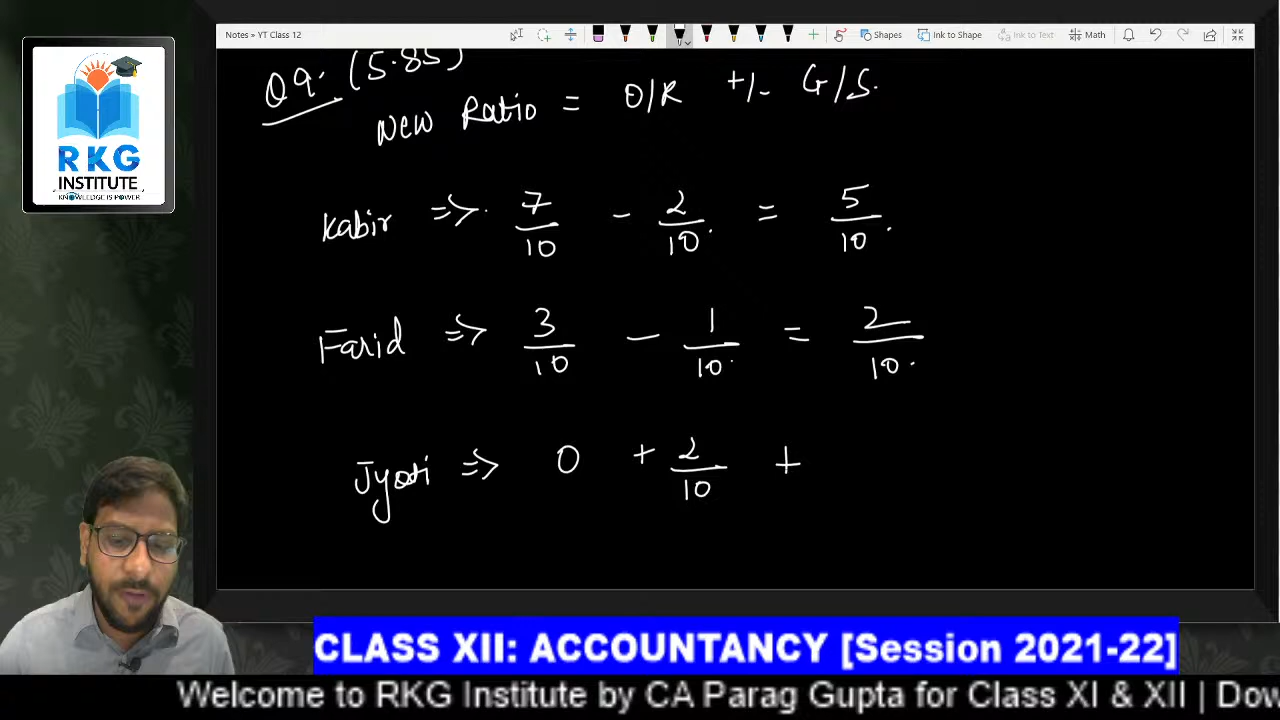 Notes » YT Class 12
Shapes
Ink to Shape
Ink to Text
Math
RKG
INSTITUTE
KNOWLEDGE IS POWER
Q9. (5.85)
New Ratio = O/R +/- G/S.
Kabir => 7/10 - 2/10 = 5/10
Farid => 3/10 - 1/10 = 2/10
Jyoti => 0 + 2/10 +
CLASS XII: ACCOUNTANCY [Session 2021-22]
Welcome to RKG Institute by CA Parag Gupta for Class XI & XII | Dow